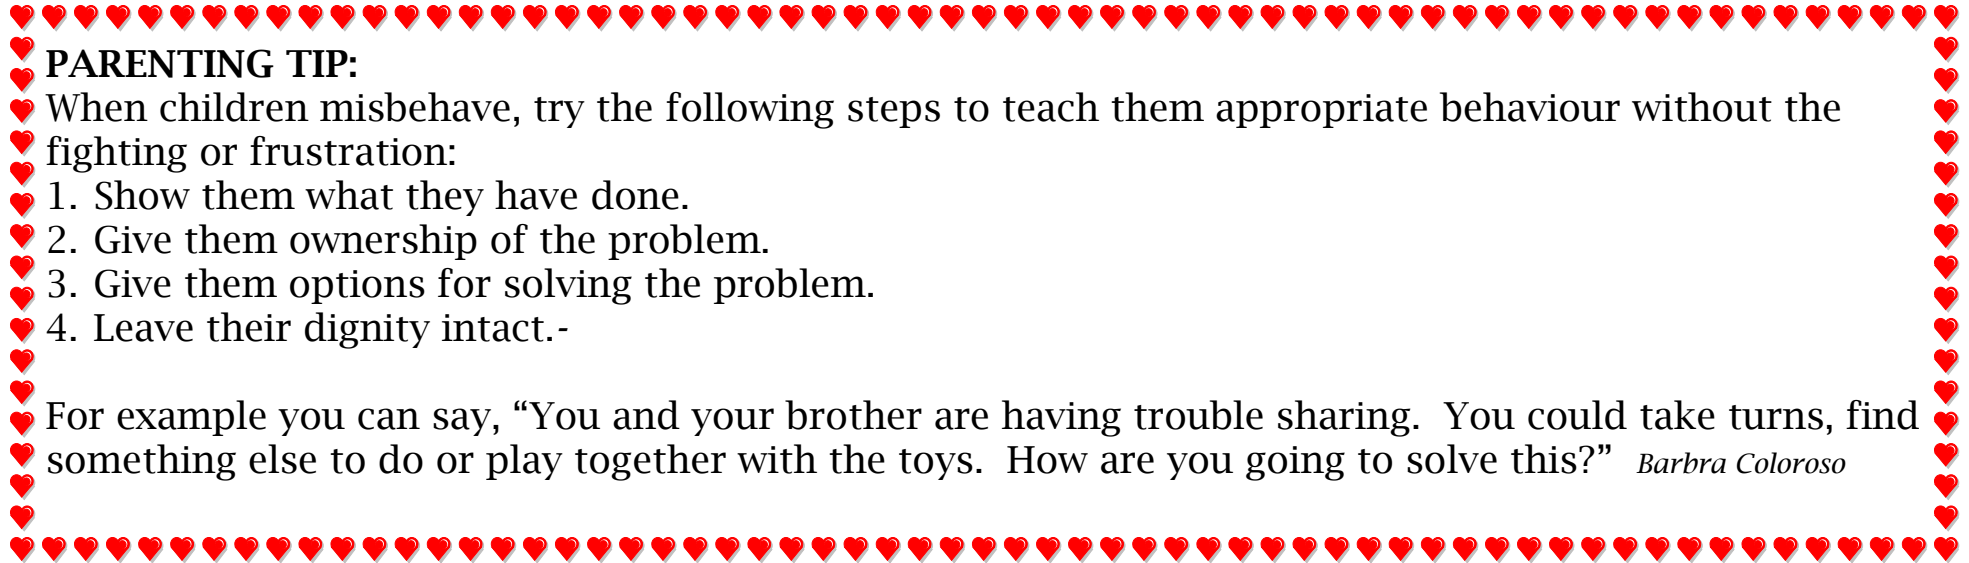 PARENTING TIP:
When children misbehave, try the following steps to teach them appropriate behaviour without the
fighting or frustration:
1. Show them what they have done.
2. Give them ownership of the problem.
3. Give them options for solving the problem.
4. Leave their dignity intact.-
For example you can say, “You and your brother are having trouble sharing.  You could take turns, find
something else to do or play together with the toys.  How are you going to solve this?”  Barbra Coloroso